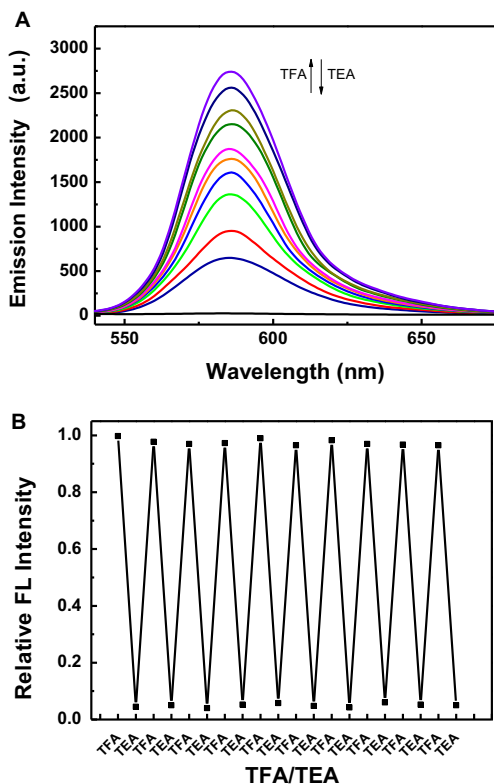 A
3000
2500
2000
1500
1000
500
0
TFA TEA
Emission Intensity (a.u.)
550 600 650
Wavelength (nm)
B
1.0
0.8
0.6
0.4
0.2
0.0
Relative FL Intensity
TFA TEA TFA TEA TFA TEA TFA TEA TFA TEA TFA TEA TFA TEA TFA TEA TFA TEA TFA TEA
TFA/TEA